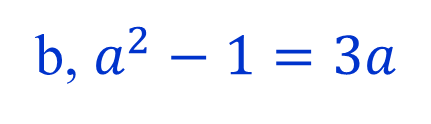 b, a² − 1 = 3a